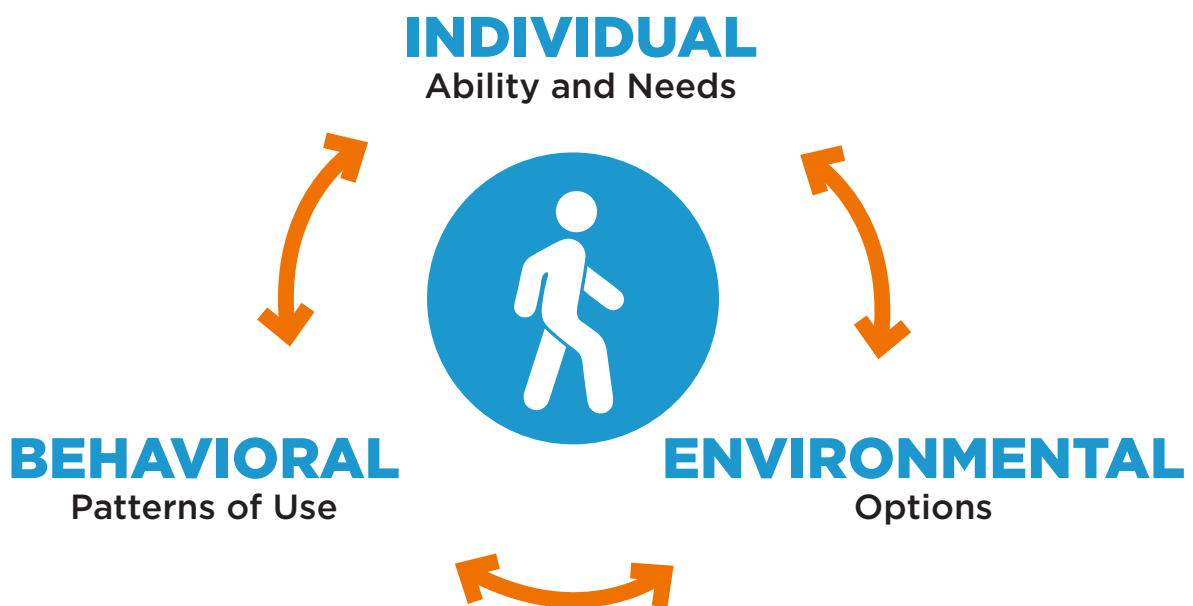 INDIVIDUAL
Ability and Needs
BEHAVIORAL
Patterns of Use
ENVIRONMENTAL
Options